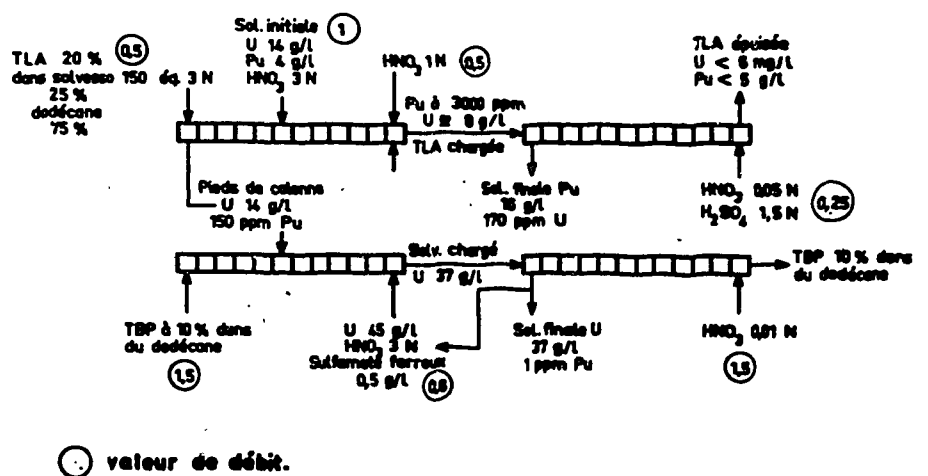 Sol. initiale 1
U 14 g/l
Pu 4 g/l
HNO3 3 N
TLA 20 % 0,5
dans solvesso 150 éq. 3 N
25 %
dodécane
75 %
HNO3 1 N 0,5
TLA épuisée
U < 6 mg/l
Pu < 5 g/l
Pu à 3000 ppm
U ≅ 9 g/l
TLA chargée
Pieds de colonne
U 14 g/l
150 ppm Pu
Sol. finale Pu
16 g/l
170 ppm U
HNO3 0,05 N
H2SO4 1,5 N
0,25
Solv. chargé
U 37 g/l
TBP 10 % dans
du dodécane
TBP à 10 % dans
du dodécane
1,5
U 45 g/l
HNO3 3 N
Sulfamate ferreux
0,5 g/l
Sol. finale U
37 g/l
1 ppm Pu
HNO3 0,01 N
1,5
valeur de débit.